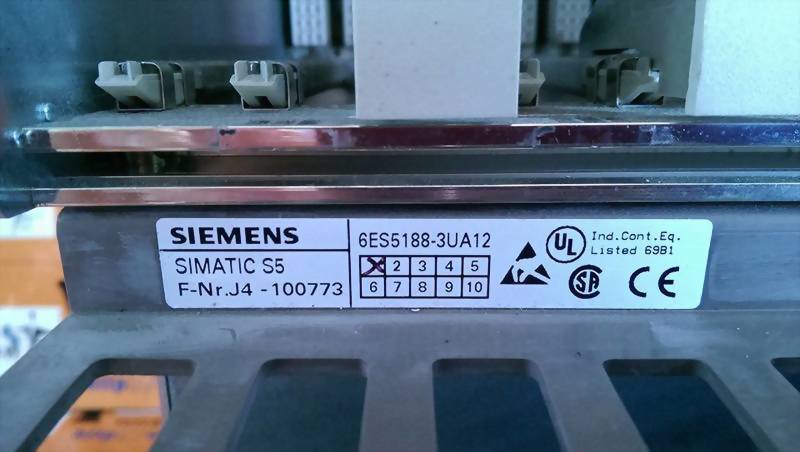 SIEMENS
SIMATIC S5
F-Nr.J4 -100773
6ES5188-3UA12
2 3 4 5
6 7 8 9 10
UL
Ind.Cont.Eq.
Listed 69B1
SA
CE